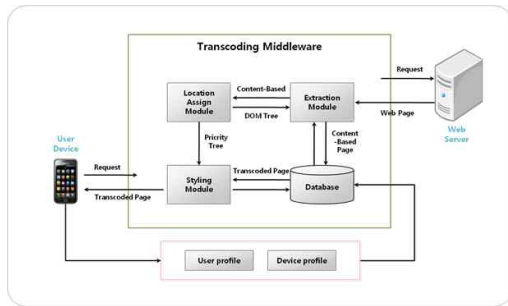 Transcoding Middleware
Request
Location
Assign
Module
Content-Based
DOM Tree
Extraction
Module
Web Page
Web
Server
User
Device
Pricrity
Tree
Content
-Based
Page
Request
Transcoded Page
Styling
Module
Transcoded Page
Database
User profile
Device profile